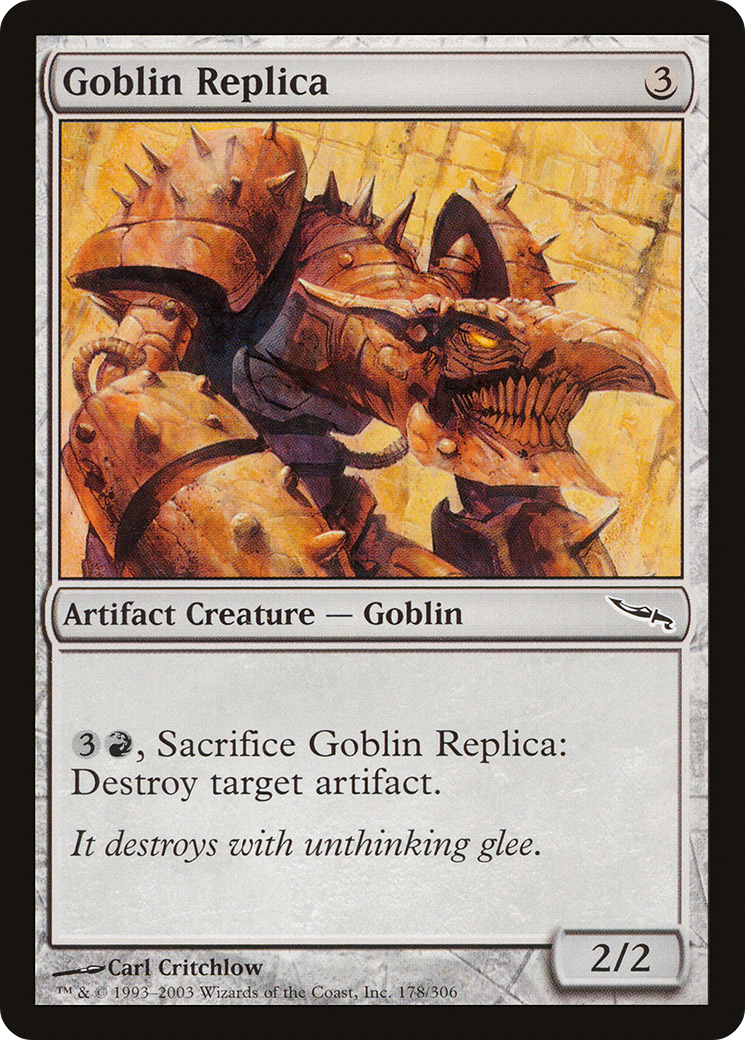 Goblin Replica 3
Artifact Creature — Goblin
3, Sacrifice Goblin Replica:
Destroy target artifact.
It destroys with unthinking glee.
2/2
Carl Critchlow
™ & © 1993–2003 Wizards of the Coast, Inc. 178/306